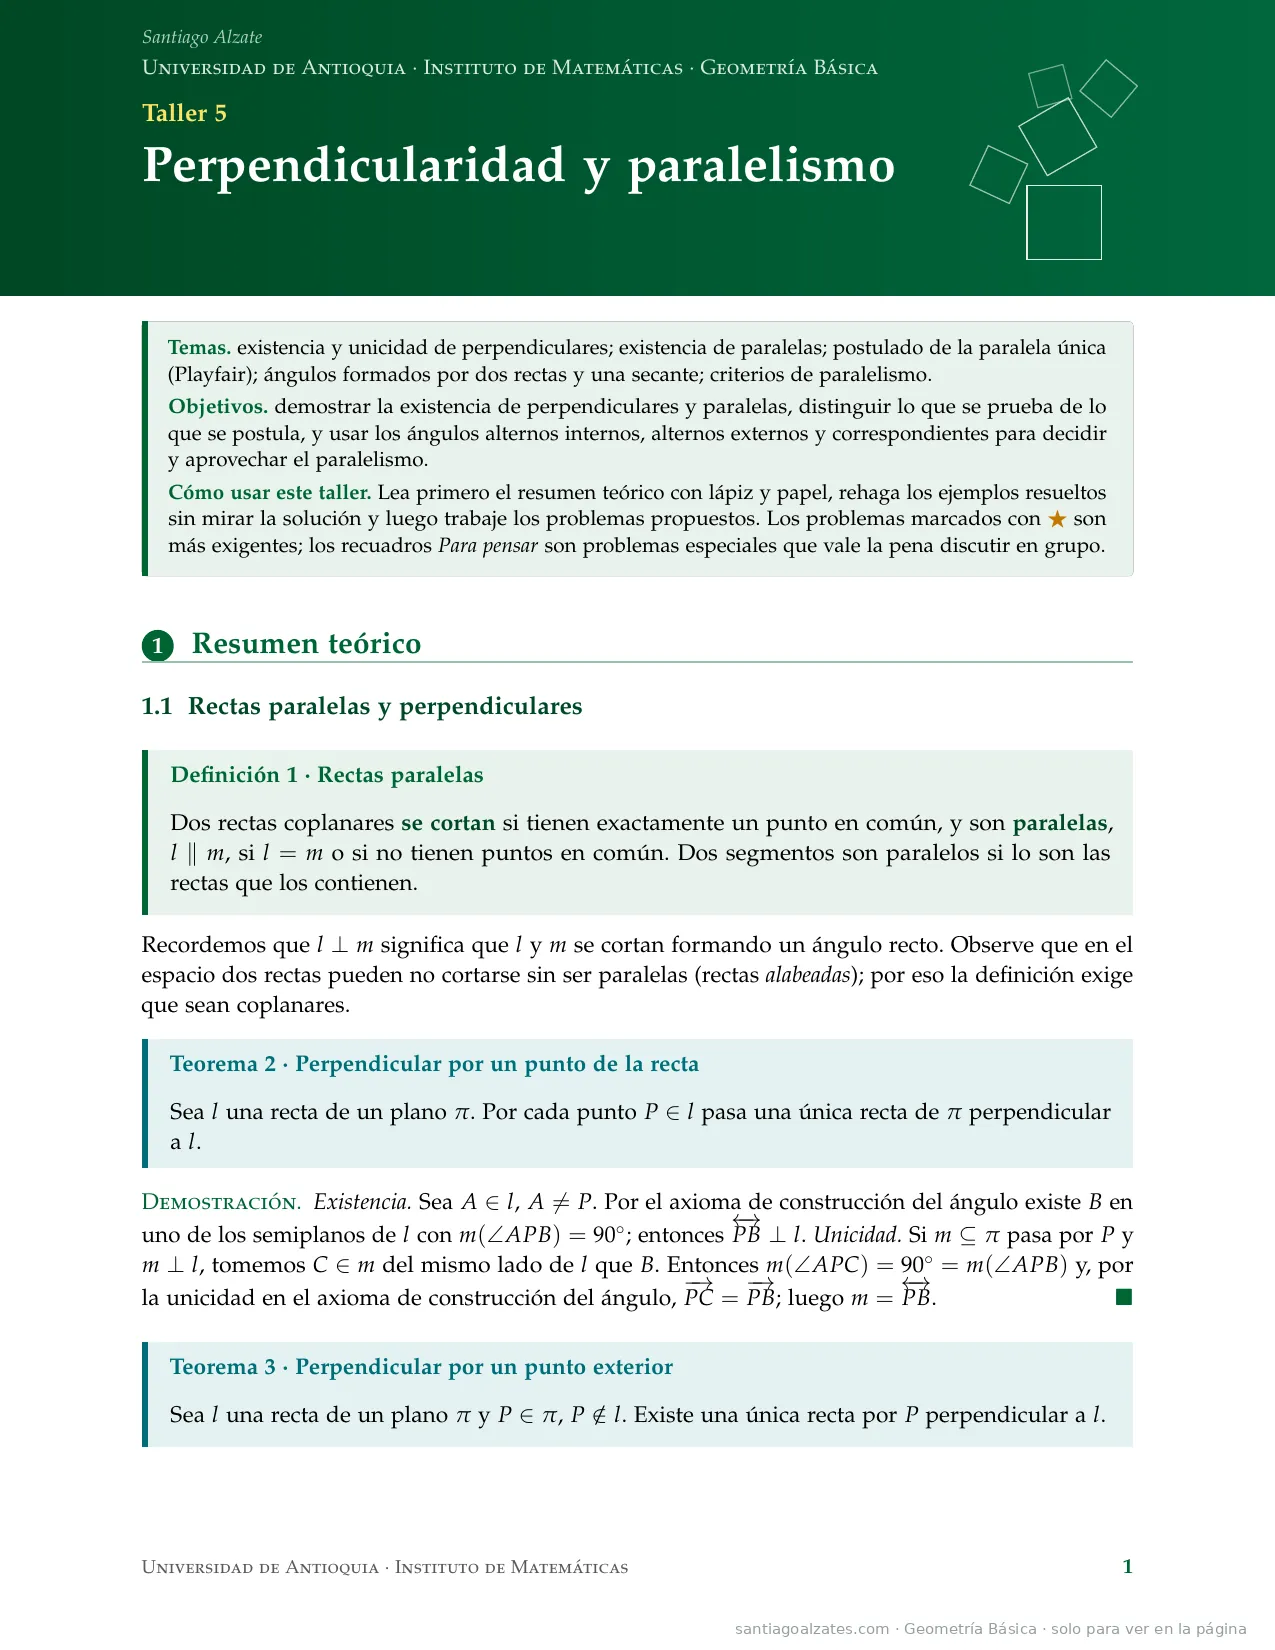 Santiago Alzate
Universidad de Antioquia · Instituto de Matemáticas · Geometría Básica
Taller 5
Perpendicularidad y paralelismo
Temas. existencia y unicidad de perpendiculares; existencia de paralelas; postulado de la paralela única
(Playfair); ángulos formados por dos rectas y una secante; criterios de paralelismo.
Objetivos. demostrar la existencia de perpendiculares y paralelas, distinguir lo que se prueba de lo
que se postula, y usar los ángulos alternos internos, alternos externos y correspondientes para decidir
y aprovechar el paralelismo.
Cómo usar este taller. Lea primero el resumen teórico con lápiz y papel, rehaga los ejemplos resueltos
sin mirar la solución y luego trabaje los problemas propuestos. Los problemas marcados con ★ son
más exigentes; los recuadros Para pensar son problemas especiales que vale la pena discutir en grupo.
1 Resumen teórico
1.1 Rectas paralelas y perpendiculares
Definición 1 · Rectas paralelas
Dos rectas coplanares se cortan si tienen exactamente un punto en común, y son paralelas,
l ∥ m, si l = m o si no tienen puntos en común. Dos segmentos son paralelos si lo son las
rectas que los contienen.
Recordemos que l ⊥ m significa que l y m se cortan formando un ángulo recto. Observe que en el
espacio dos rectas pueden no cortarse sin ser paralelas (rectas alabeadas); por eso la definición exige
que sean coplanares.
Teorema 2 · Perpendicular por un punto de la recta
Sea l una recta de un plano π. Por cada punto P ∈ l pasa una única recta de π perpendicular
a l.
Demostración. Existencia. Sea A ∈ l, A ≠ P. Por el axioma de construcción del ángulo existe B en
uno de los semiplanos de l con m(∠APB) = 90°; entonces \overleftrightarrow{PB} ⊥ l. Unicidad. Si m ⊆ π pasa por P y
m ⊥ l, tomemos C ∈ m del mismo lado de l que B. Entonces m(∠APC) = 90° = m(∠APB) y, por
la unicidad en el axioma de construcción del ángulo, \overrightarrow{PC} = \overrightarrow{PB}; luego m = \overleftrightarrow{PB}. ■
Teorema 3 · Perpendicular por un punto exterior
Sea l una recta de un plano π y P ∈ π, P ∉ l. Existe una única recta por P perpendicular a l.
Universidad de Antioquia · Instituto de Matemáticas 1
santiagoalzates.com · Geometría Básica · solo para ver en la página